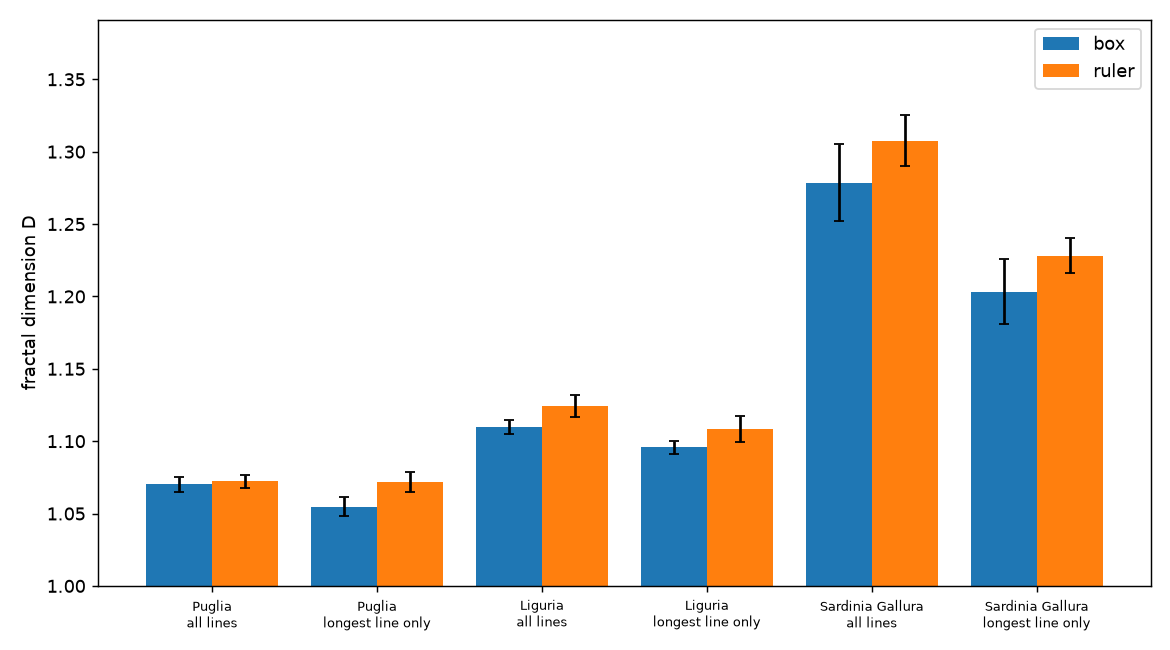 box
ruler
fractal dimension D
1.35
1.30
1.25
1.20
1.15
1.10
1.05
1.00
Puglia
all lines
Puglia
longest line only
Liguria
all lines
Liguria
longest line only
Sardinia Gallura
all lines
Sardinia Gallura
longest line only